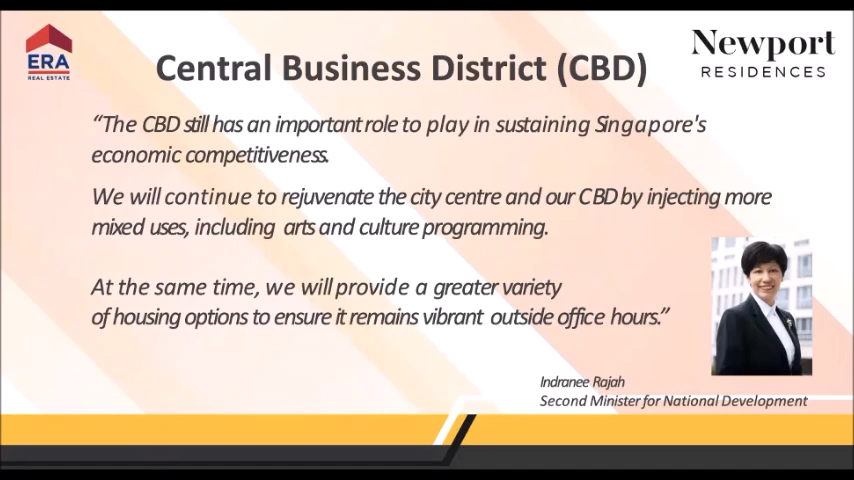 ERA
REAL ESTATE
Newport
RESIDENCES
Central Business District (CBD)
“The CBD still has an important role to play in sustaining Singapore's
economic competitiveness.
We will continue to rejuvenate the city centre and our CBD by injecting more
mixed uses, including arts and culture programming.
At the same time, we will provide a greater variety
of housing options to ensure it remains vibrant outside office hours.”
Indranee Rajah
Second Minister for National Development